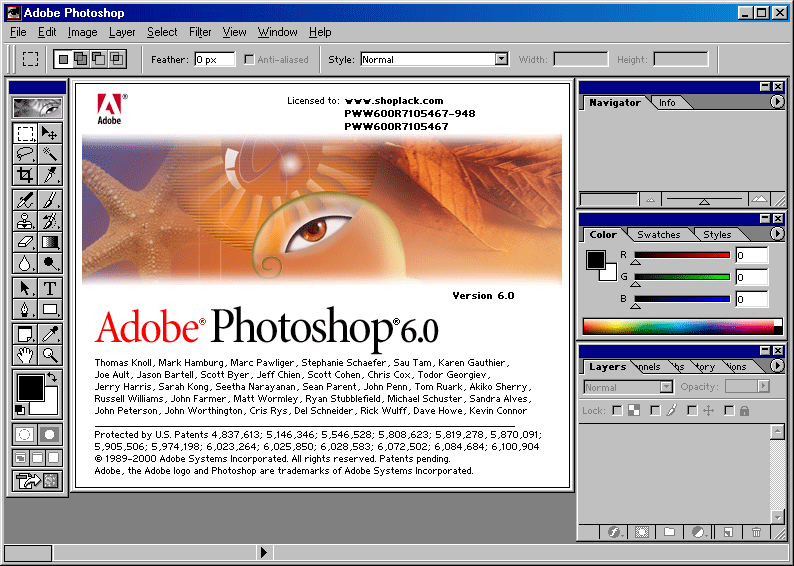 Adobe Photoshop
File Edit Image Layer Select Filter View Window Help
Feather: 0 px Anti-aliased Style: Normal Width: Height:
Adobe
Licensed to: www.shoplack.com
PWW600R7105467-948
PWW600R7105467
Version 6.0
Adobe® Photoshop® 6.0
Thomas Knoll, Mark Hamburg, Marc Pawliger, Stephanie Schaefer, Sau Tam, Karen Gauthier,
Joe Ault, Jason Bartell, Scott Byer, Jeff Chien, Scott Cohen, Chris Cox, Todor Georgiev,
Jerry Harris, Sarah Kong, Seetha Narayanan, Sean Parent, John Penn, Tom Ruark, Akiko Sherry,
Russell Williams, John Farmer, Matt Wormley, Ryan Stubblefield, Michael Schuster, Sandra Alves,
John Peterson, John Worthington, Cris Rys, Del Schneider, Rick Wulff, Dave Howe, Kevin Connor
Protected by U.S. Patents 4,837,613; 5,146,346; 5,546,528; 5,808,623; 5,819,278, 5,870,091;
5,905,506; 5,974,198; 6,023,264; 6,025,850; 6,028,583; 6,072,502; 6,084,684; 6,100,904
© 1989-2000 Adobe Systems Incorporated. All rights reserved. Patents pending.
Adobe, the Adobe logo and Photoshop are trademarks of Adobe Systems Incorporated.
T
Navigator Info
Color Swatches Styles
R 0
G 0
B 0
Layers nnels hs tory ions
Normal Opacity:
Lock: